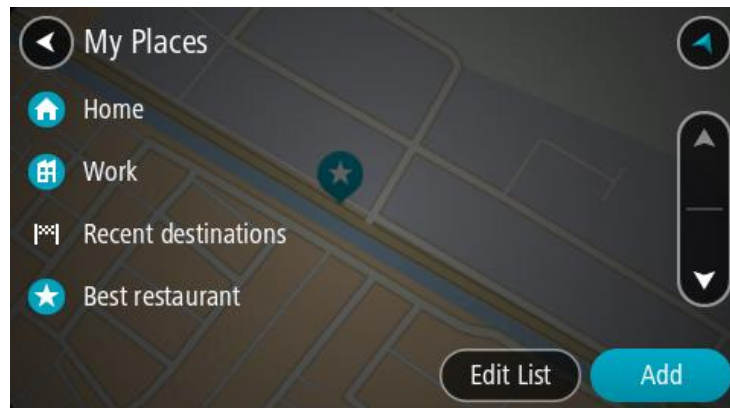 My Places
Home
Work
Recent destinations
Best restaurant
Edit List
Add